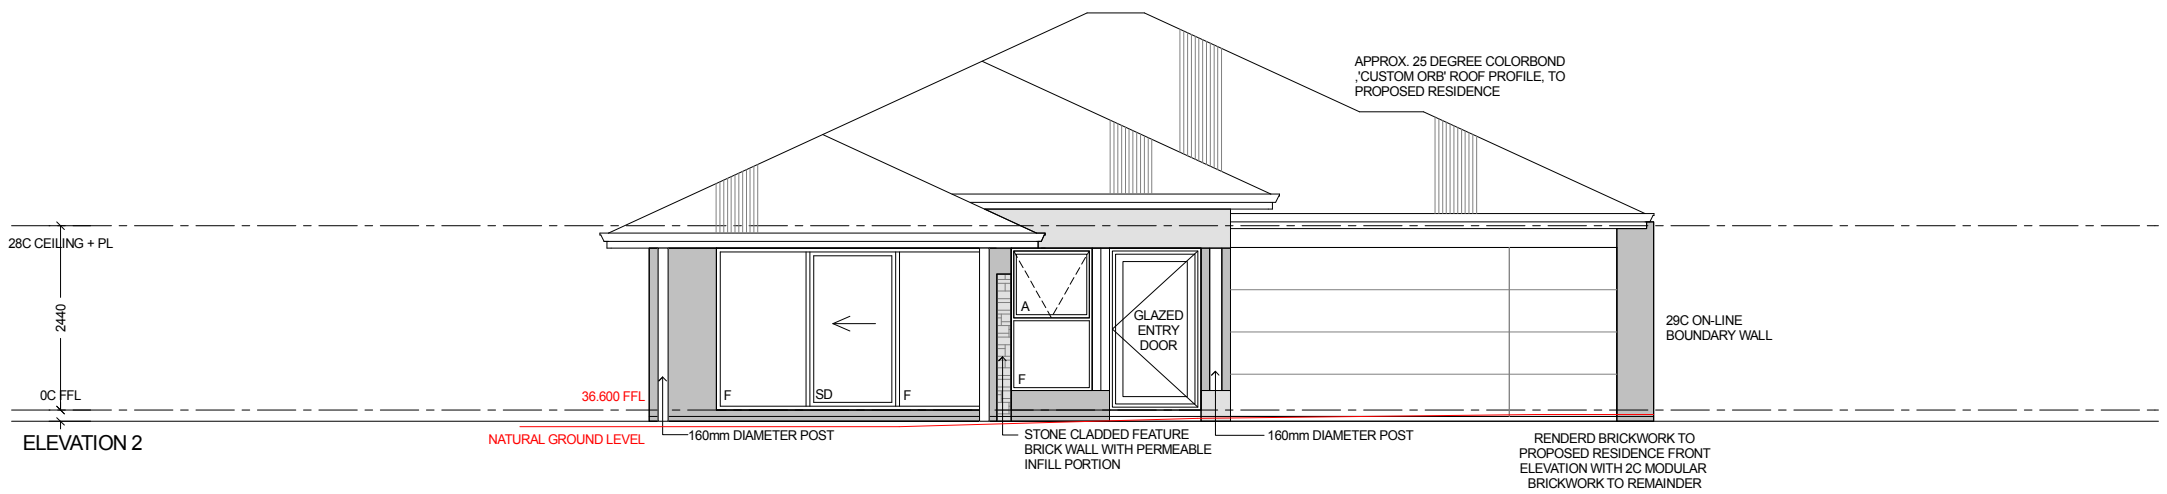 APPROX. 25 DEGREE COLORBOND
,'CUSTOM ORB' ROOF PROFILE, TO
PROPOSED RESIDENCE
28C CEILING + PL
2440
0C FFL
36.600 FFL
NATURAL GROUND LEVEL
ELEVATION 2
160mm DIAMETER POST
F
SD
F
A
F
GLAZED
ENTRY
DOOR
STONE CLADDED FEATURE
BRICK WALL WITH PERMEABLE
INFILL PORTION
160mm DIAMETER POST
29C ON-LINE
BOUNDARY WALL
RENDERD BRICKWORK TO
PROPOSED RESIDENCE FRONT
ELEVATION WITH 2C MODULAR
BRICKWORK TO REMAINDER